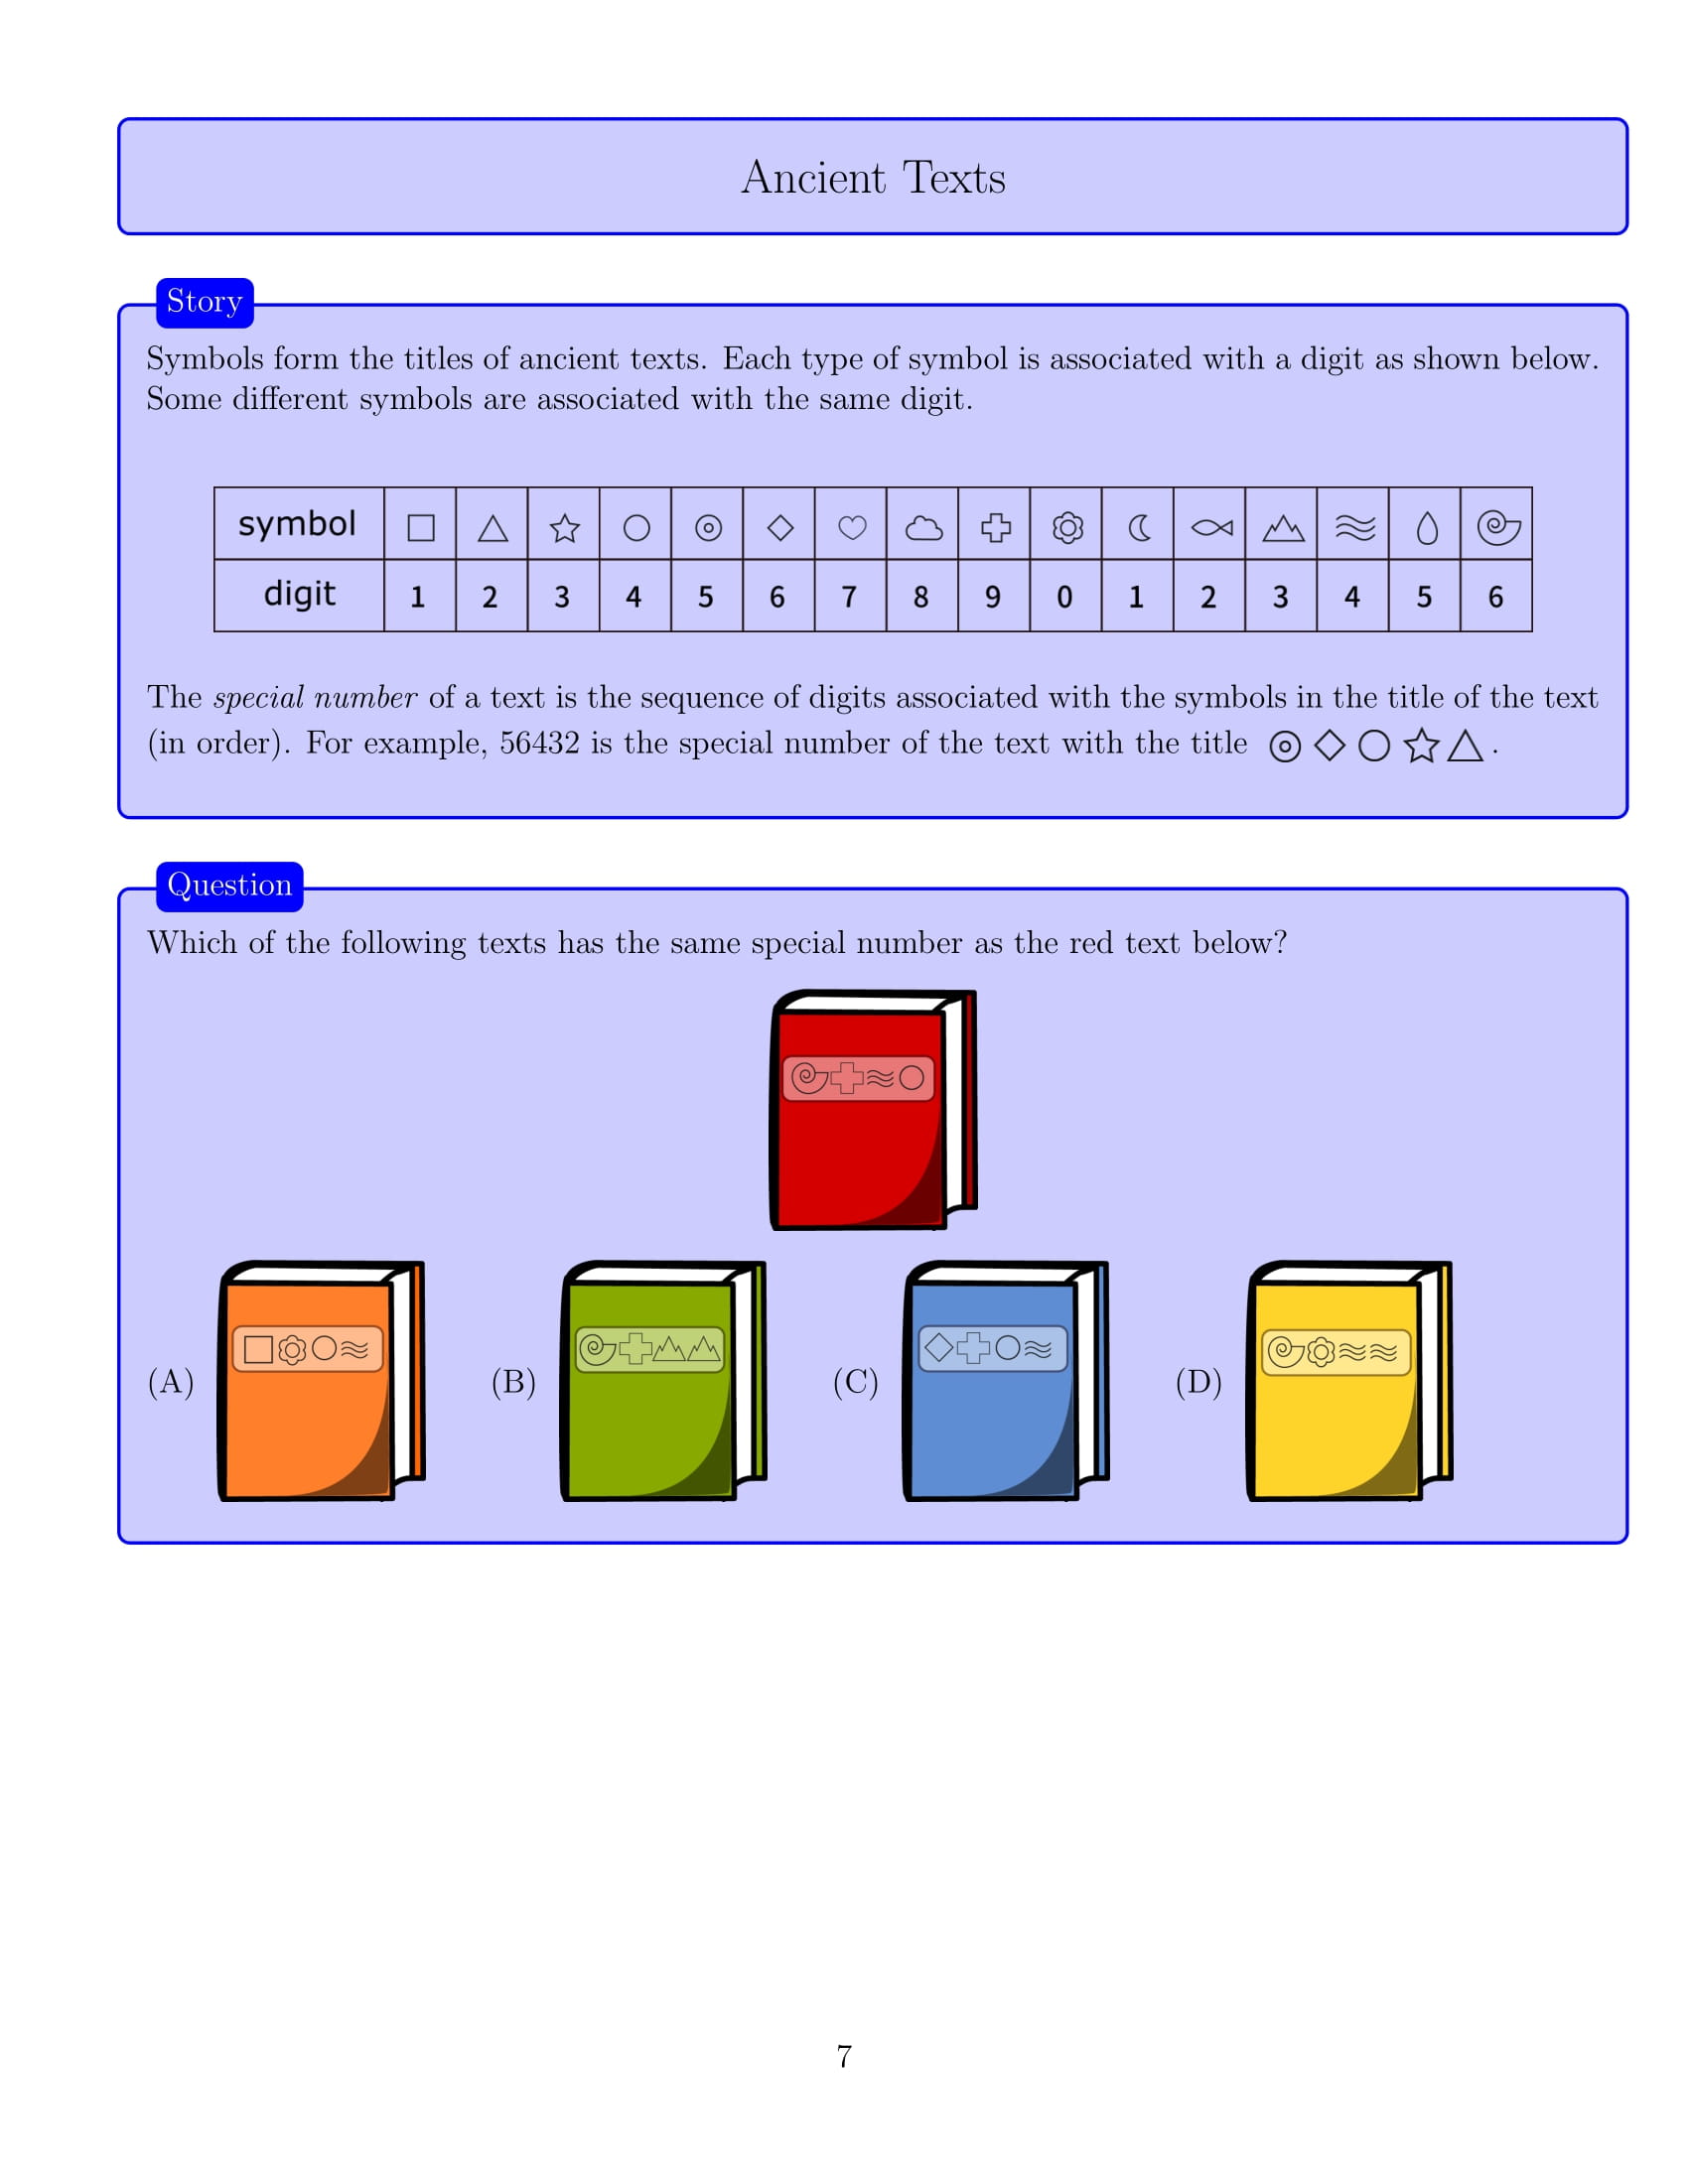 Ancient Texts
Story
Symbols form the titles of ancient texts. Each type of symbol is associated with a digit as shown below.
Some different symbols are associated with the same digit.
symbol
digit 1 2 3 4 5 6 7 8 9 0 1 2 3 4 5 6
The special number of a text is the sequence of digits associated with the symbols in the title of the text
(in order). For example, 56432 is the special number of the text with the title .
Question
Which of the following texts has the same special number as the red text below?
(A) (B) (C) (D)
7